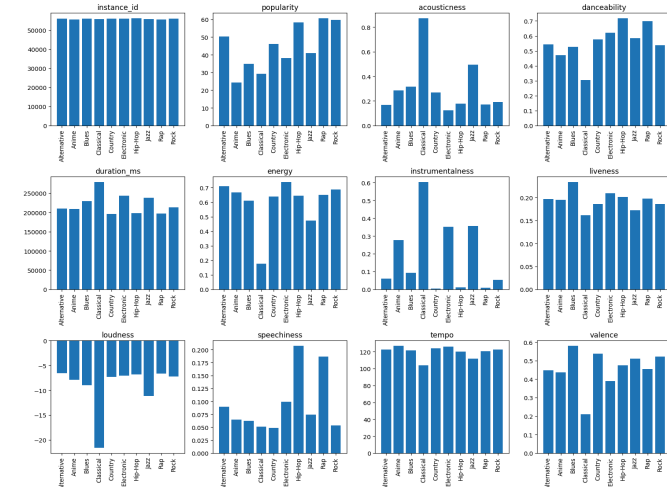 instance_id
50000
40000
30000
20000
10000
0
Alternative
Anime
Blues
Classical
Country
Electronic
Hip-Hop
Jazz
Rap
Rock
popularity
60
50
40
30
20
10
0
Alternative
Anime
Blues
Classical
Country
Electronic
Hip-Hop
Jazz
Rap
Rock
acousticness
0.8
0.6
0.4
0.2
0.0
Alternative
Anime
Blues
Classical
Country
Electronic
Hip-Hop
Jazz
Rap
Rock
danceability
0.7
0.6
0.5
0.4
0.3
0.2
0.1
0.0
Alternative
Anime
Blues
Classical
Country
Electronic
Hip-Hop
Jazz
Rap
Rock
duration_ms
250000
200000
150000
100000
50000
0
Alternative
Anime
Blues
Classical
Country
Electronic
Hip-Hop
Jazz
Rap
Rock
energy
0.7
0.6
0.5
0.4
0.3
0.2
0.1
0.0
Alternative
Anime
Blues
Classical
Country
Electronic
Hip-Hop
Jazz
Rap
Rock
instrumentalness
0.6
0.5
0.4
0.3
0.2
0.1
0.0
Alternative
Anime
Blues
Classical
Country
Electronic
Hip-Hop
Jazz
Rap
Rock
liveness
0.20
0.15
0.10
0.05
0.00
Alternative
Anime
Blues
Classical
Country
Electronic
Hip-Hop
Jazz
Rap
Rock
loudness
0
−5
−10
−15
−20
lternative
Anime
Blues
Classical
Country
Electronic
Hip-Hop
Jazz
Rap
Rock
speechiness
0.200
0.175
0.150
0.125
0.100
0.075
0.050
0.025
0.000
lternative
Anime
Blues
Classical
Country
Electronic
Hip-Hop
Jazz
Rap
Rock
tempo
120
100
80
60
40
20
0
lternative
Anime
Blues
Classical
Country
Electronic
Hip-Hop
Jazz
Rap
Rock
valence
0.6
0.5
0.4
0.3
0.2
0.1
0.0
lternative
Anime
Blues
Classical
Country
Electronic
Hip-Hop
Jazz
Rap
Rock